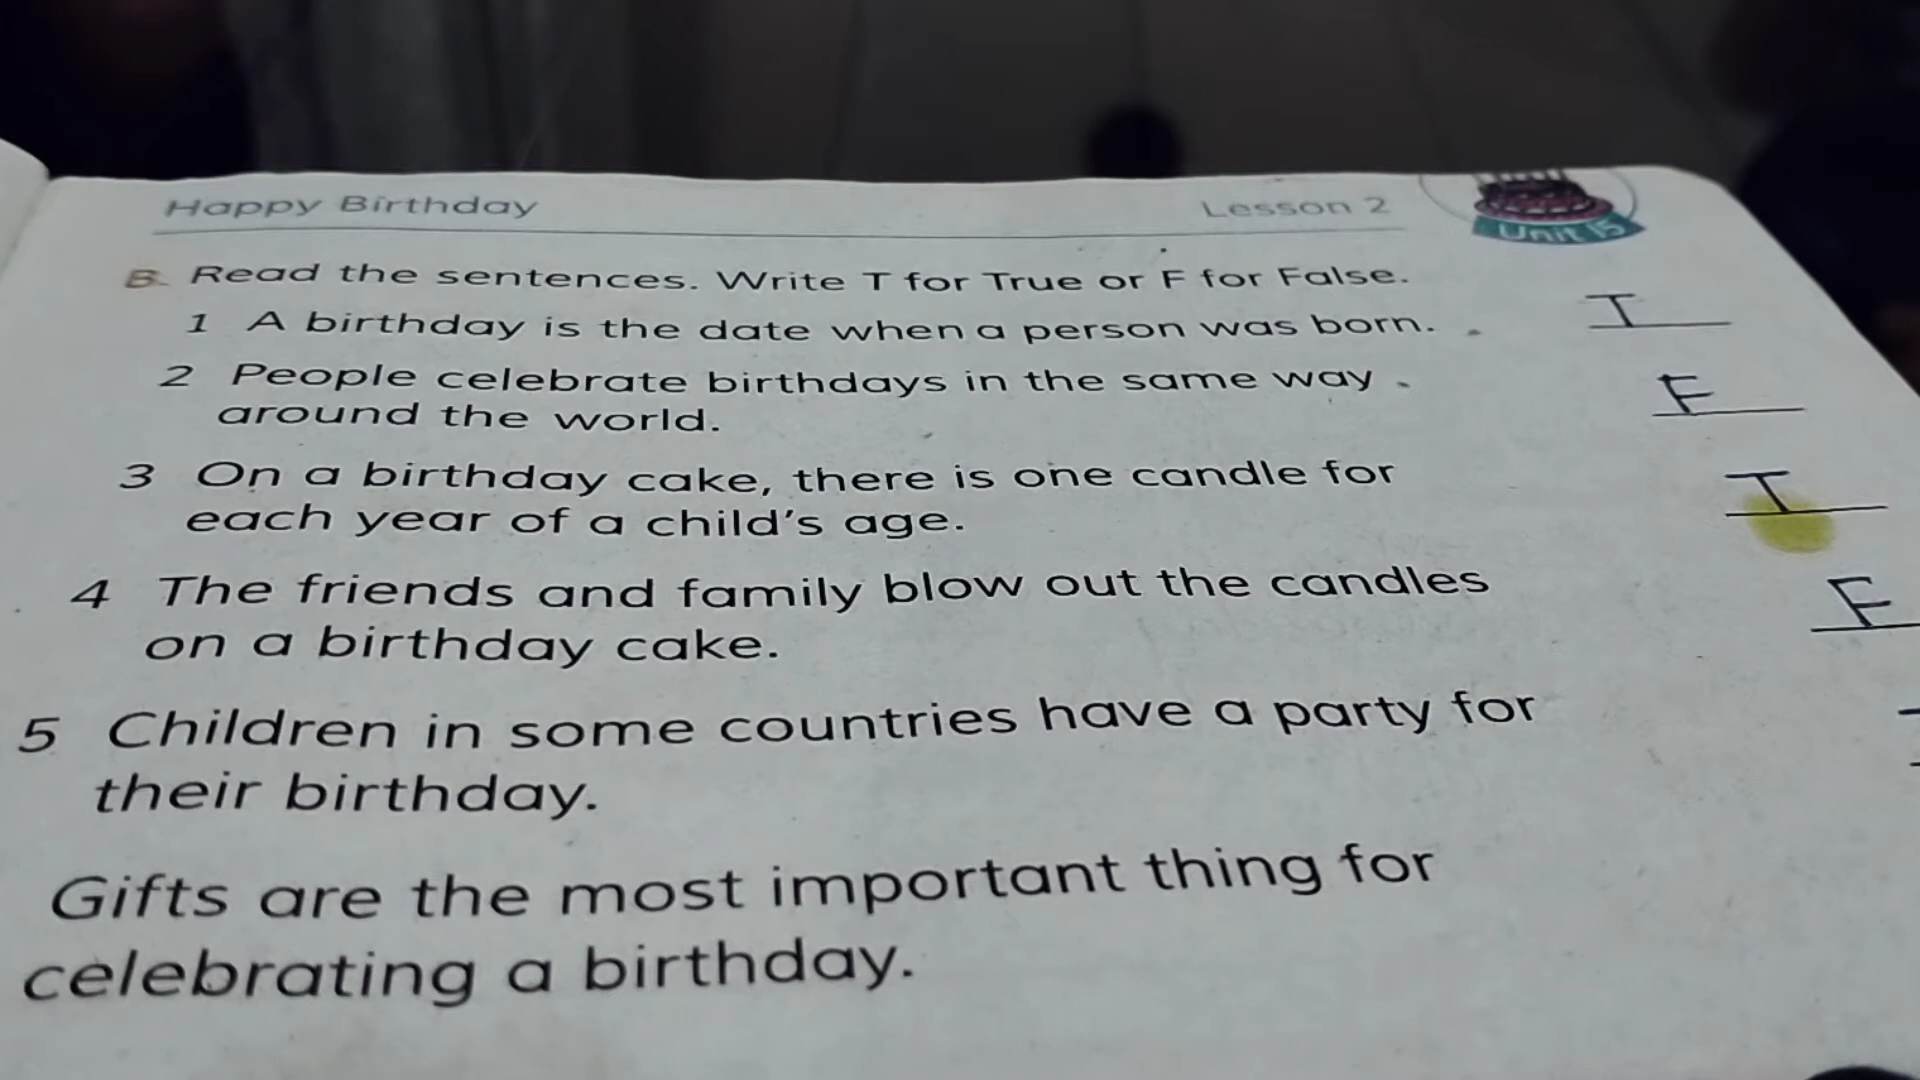 Happy Birthday Lesson 2
Unit 15
B. Read the sentences. Write T for True or F for False.
1 A birthday is the date when a person was born. T
2 People celebrate birthdays in the same way F
around the world.
3 On a birthday cake, there is one candle for T
each year of a child's age.
4 The friends and family blow out the candles F
on a birthday cake.
5 Children in some countries have a party for
their birthday.
Gifts are the most important thing for
celebrating a birthday.